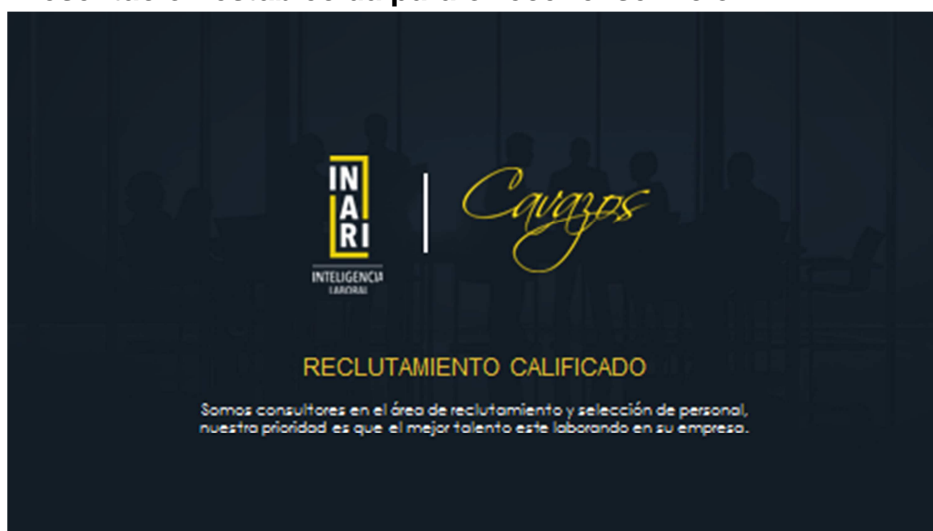 IN
A
RI
INTELIGENCIA
LABORAL
Cavazos
RECLUTAMIENTO CALIFICADO
Somos consultores en el área de reclutamiento y selección de personal,
nuestra prioridad es que el mejor talento este laborando en su empresa.